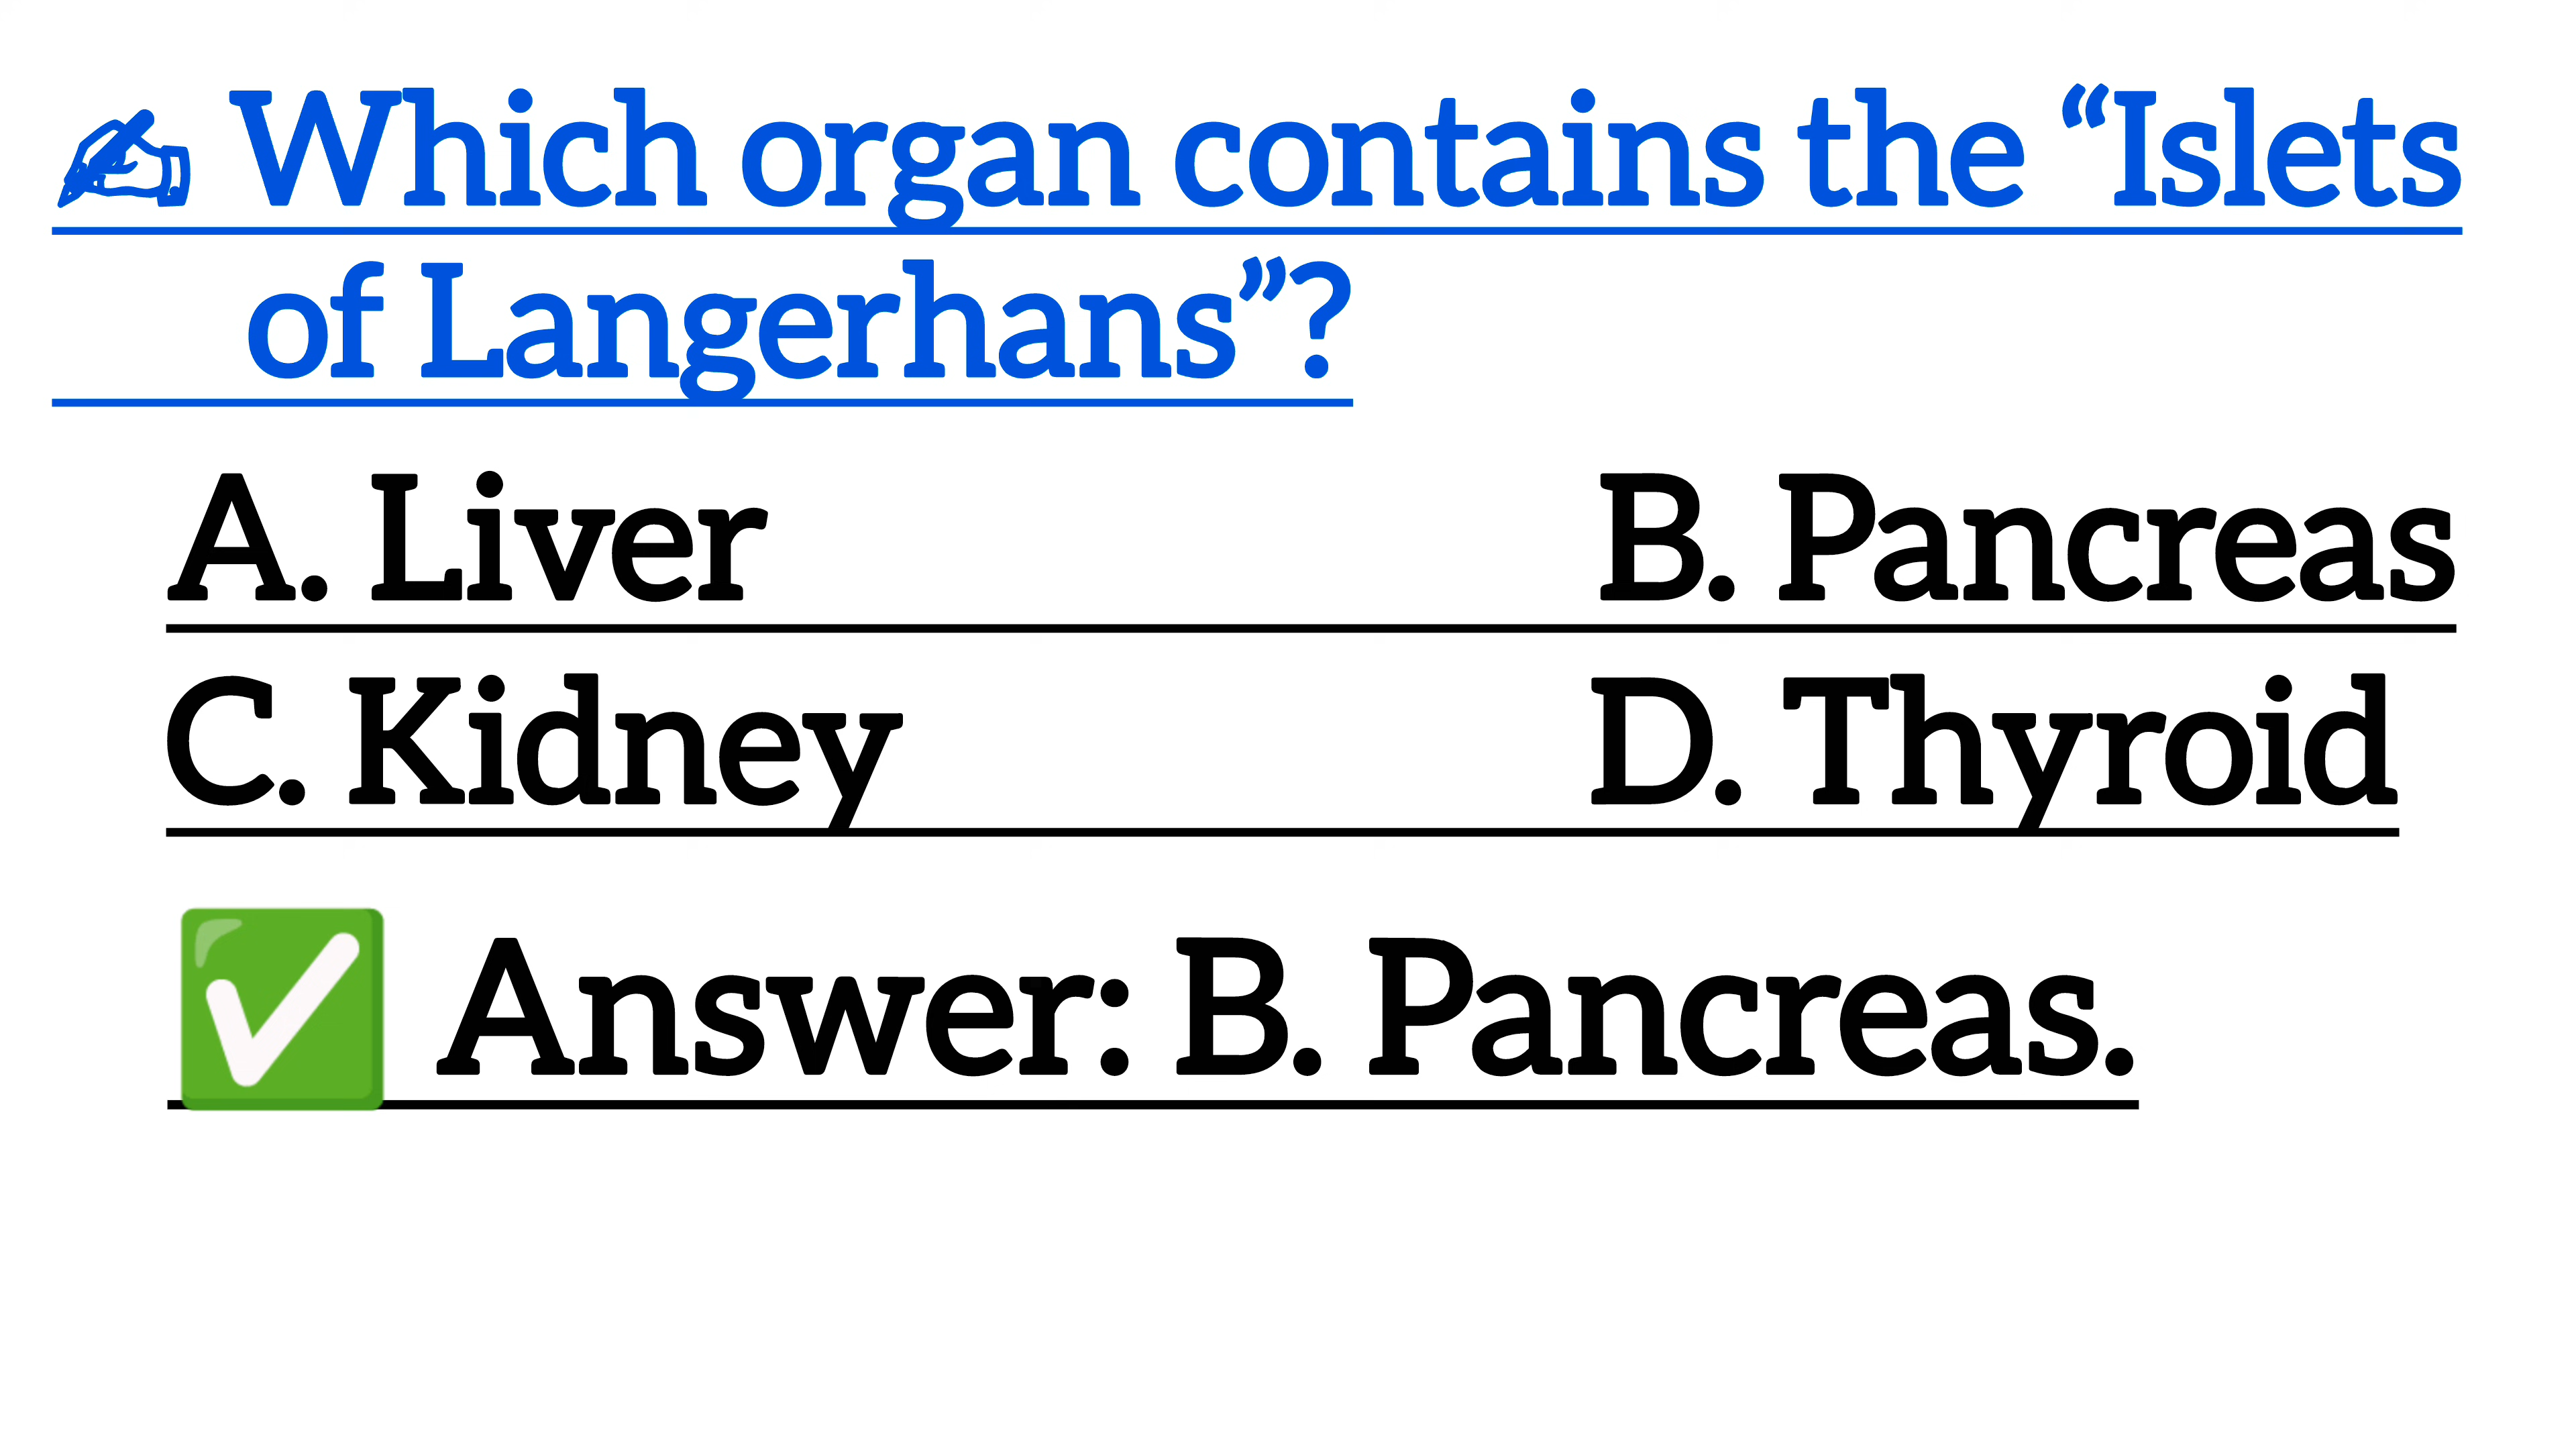 ✍ Which organ contains the “Islets
of Langerhans”?
A. Liver B. Pancreas
C. Kidney D. Thyroid
✅ Answer: B. Pancreas.